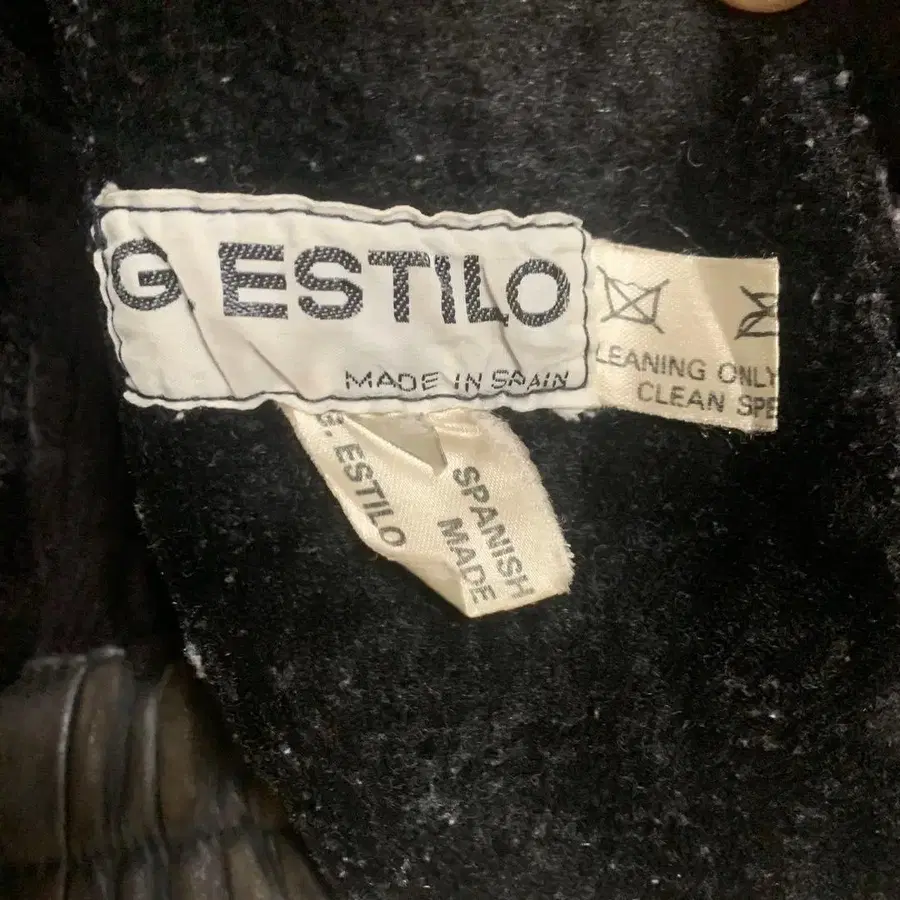 G ESTILO
MADE IN SPAIN
LEANING ONLY
CLEAN SPE
G. ESTILO
SPANISH
MADE